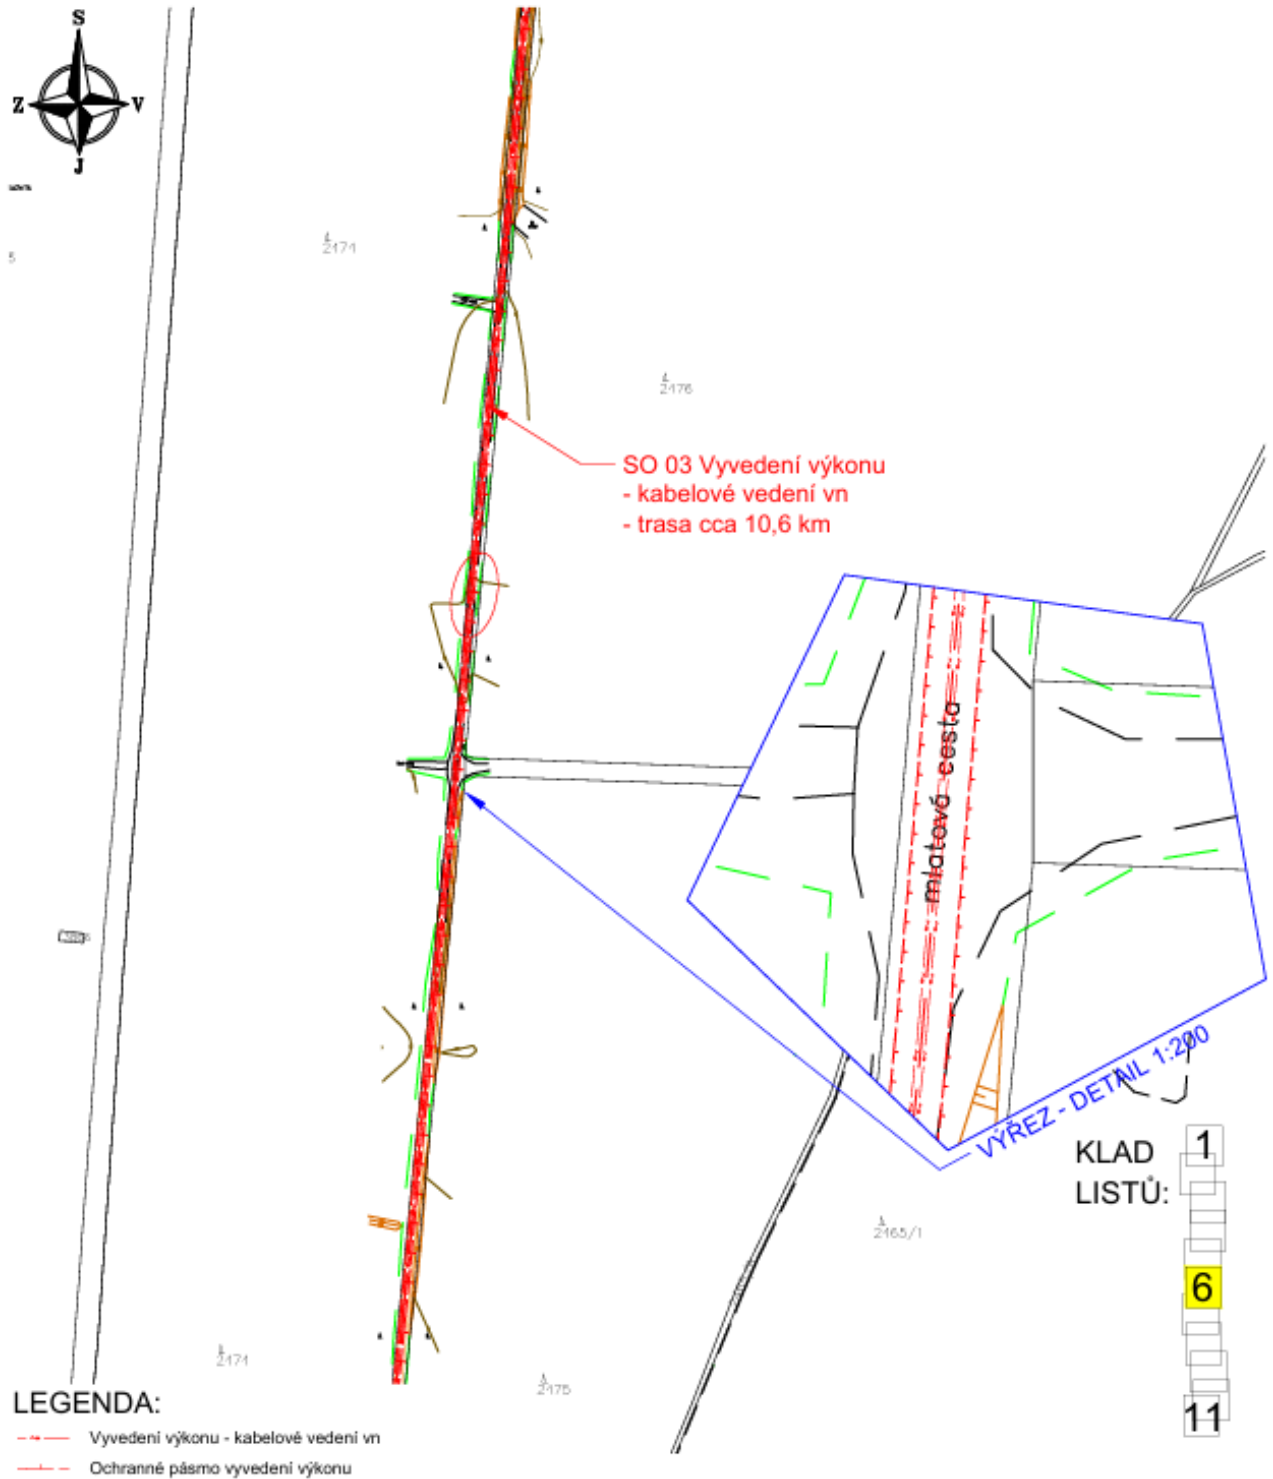 S
Z V
J
2171
5
2176
SO 03 Vyvedení výkonu
- kabelové vedení vn
- trasa cca 10,6 km
mlatová cesta
VÝŘEZ - DETAIL 1:200
KLAD
LISTŮ:
1
6
11
2165/1
2171
2175
LEGENDA:
Vyvedení výkonu - kabelové vedení vn
Ochranné pásmo vyvedení výkonu